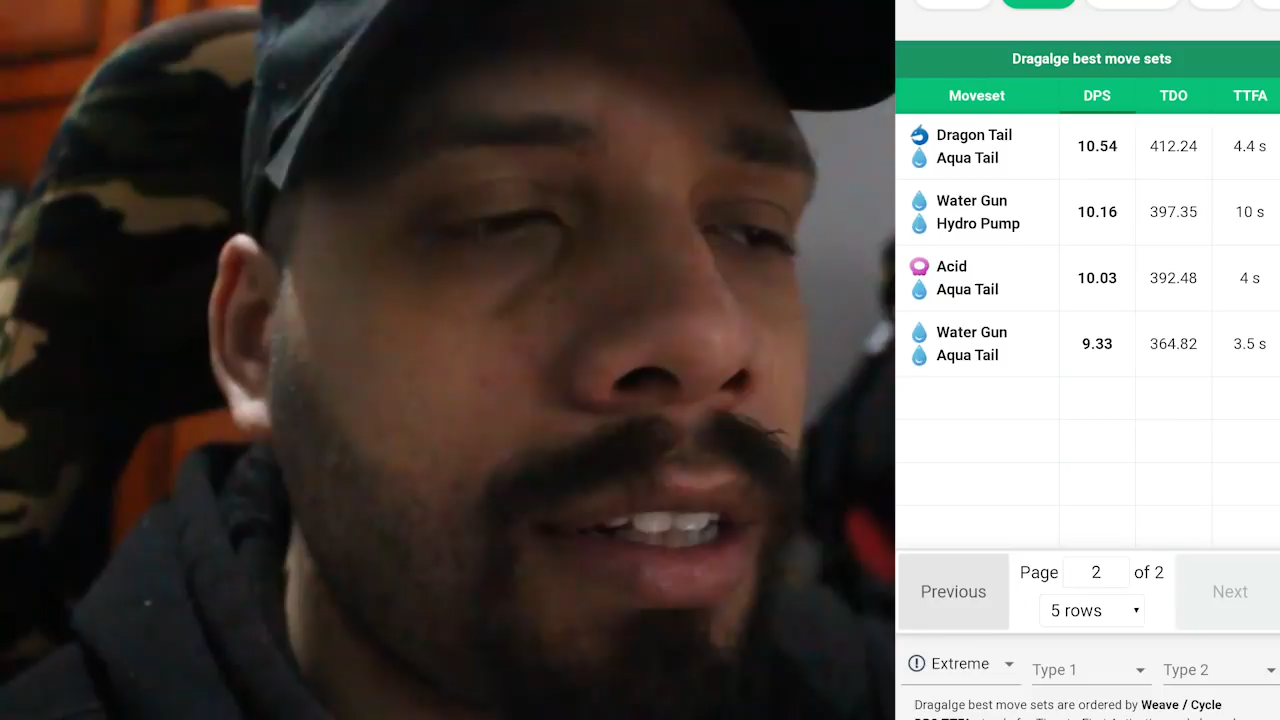 Dragalge best move sets
Moveset DPS TDO TTFA
Dragon Tail
Aqua Tail
10.54 412.24 4.4 s
Water Gun
Hydro Pump
10.16 397.35 10 s
Acid
Aqua Tail
10.03 392.48 4 s
Water Gun
Aqua Tail
9.33 364.82 3.5 s
Previous Page 2 of 2 Next
5 rows
Extreme Type 1 Type 2
Dragalge best move sets are ordered by Weave / Cycle